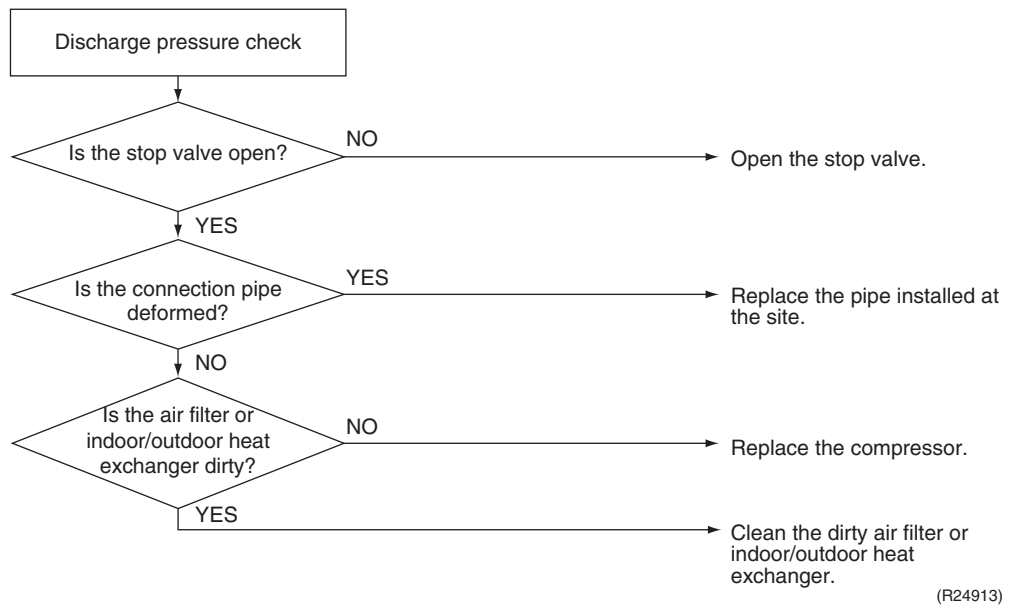 Discharge pressure check
Is the stop valve open?
NO
Open the stop valve.
YES
Is the connection pipe
deformed?
YES
Replace the pipe installed at
the site.
NO
Is the air filter or
indoor/outdoor heat
exchanger dirty?
NO
Replace the compressor.
YES
Clean the dirty air filter or
indoor/outdoor heat
exchanger.
(R24913)